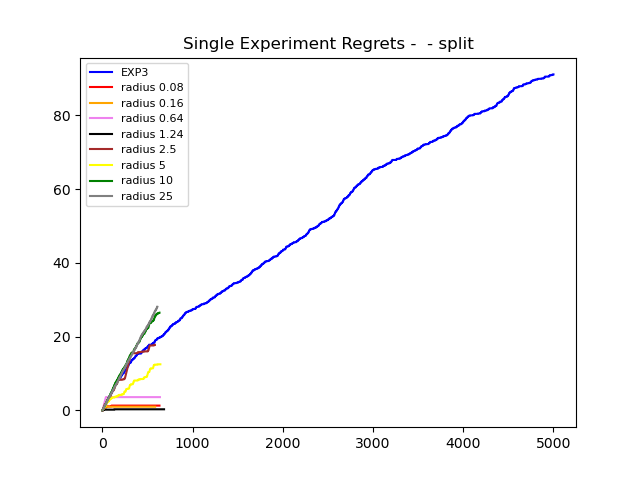 Single Experiment Regrets -  - split
EXP3
radius 0.08
radius 0.16
radius 0.64
radius 1.24
radius 2.5
radius 5
radius 10
radius 25
80
60
40
20
0
0 1000 2000 3000 4000 5000